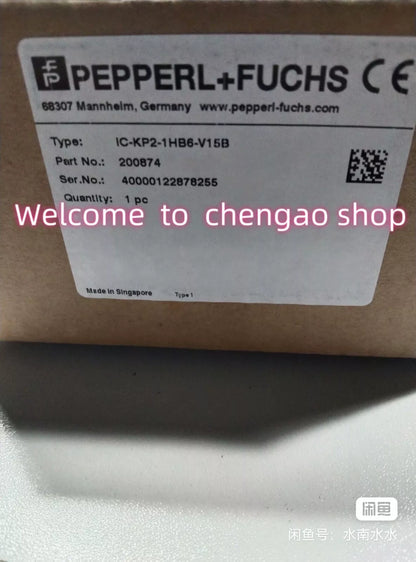 PEPPERL+FUCHS CE
68307 Mannheim, Germany www.pepperl-fuchs.com
Type: IC-KP2-1HB6-V15B
Part No.: 200874
Ser.No.: 40000122878255
Quantity: 1 pc
Welcome to chengao shop
Made in Singapore Type 1
闲鱼
闲鱼号：水南水水